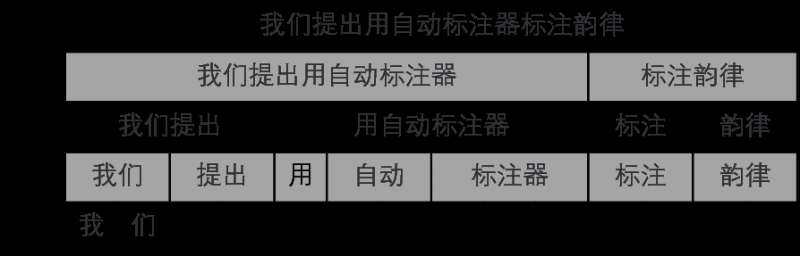 我们提出用自动标注器标注韵律
我们提出用自动标注器 标注韵律
我们提出 用自动标注器 标注 韵律
我们 提出 用 自动 标注器 标注 韵律
我 们